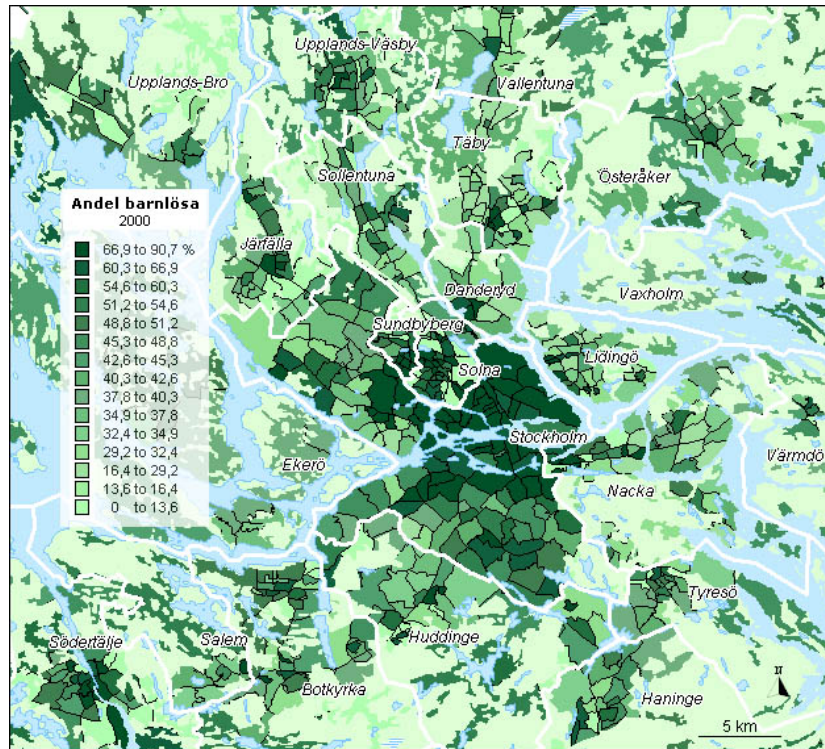 Upplands-Väsby
Upplands-Bro
Vallentuna
Täby
Sollentuna
Österåker
Andel barnlösa
2000
66,9 to 90,7 %
60,3 to 66,9
54,6 to 60,3
51,2 to 54,6
48,8 to 51,2
45,3 to 48,8
42,6 to 45,3
40,3 to 42,6
37,8 to 40,3
34,9 to 37,8
32,4 to 34,9
29,2 to 32,4
16,4 to 29,2
13,6 to 16,4
0 to 13,6
Järfälla
Danderyd
Vaxholm
Sundbyberg
Lidingö
Solna
Stockholm
Ekerö
Värmdö
Nacka
Tyresö
Södertälje
Salem
Huddinge
Botkyrka
Haninge
N
5 km